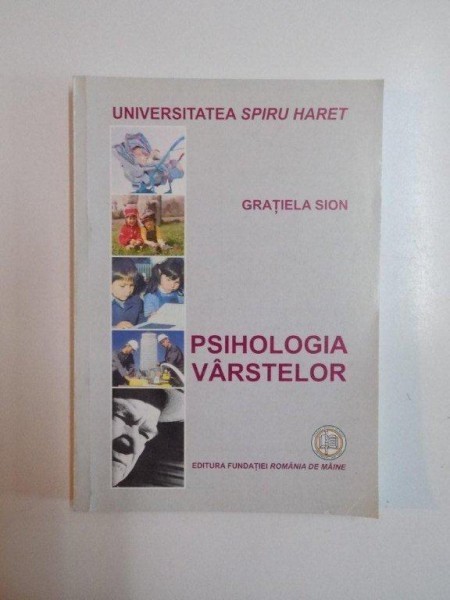 UNIVERSITATEA SPIRU HARET
GRAȚIELA SION
PSIHOLOGIA
VÂRSTELOR
EDITURA FUNDAȚIEI ROMÂNIA DE MÂINE